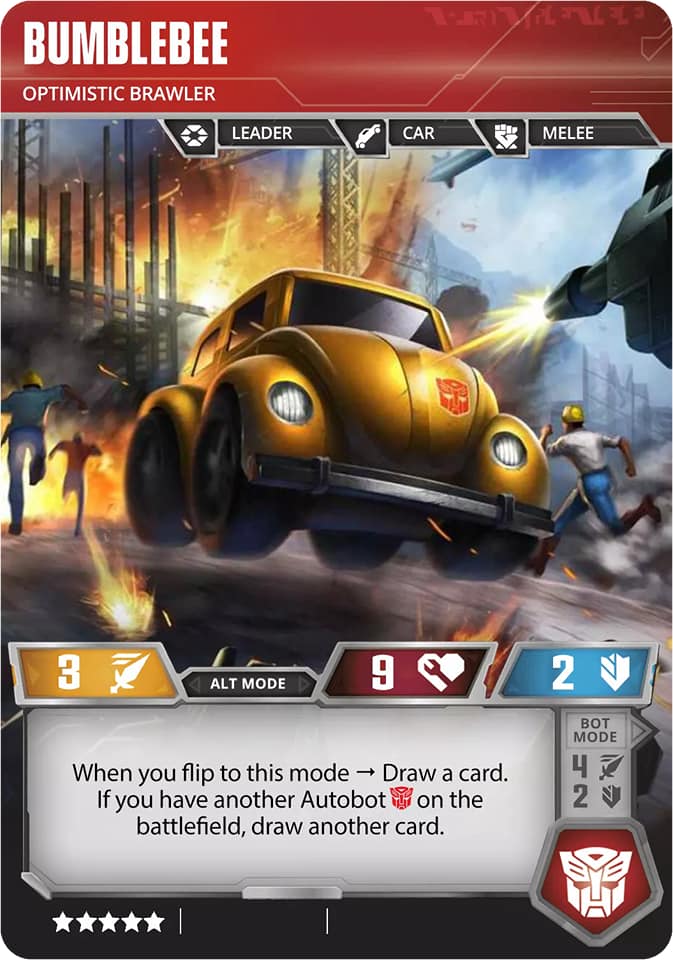 BUMBLEBEE
OPTIMISTIC BRAWLER
LEADER CAR MELEE
3 ALT MODE 9 2
BOT
MODE
4
2
When you flip to this mode → Draw a card.
If you have another Autobot on the
battlefield, draw another card.